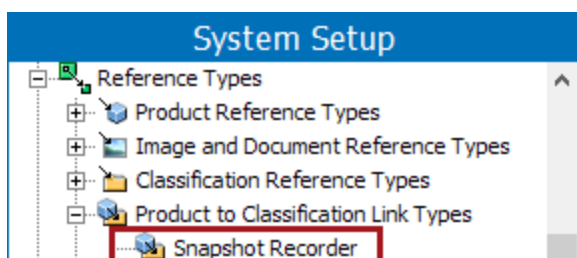 System Setup
Reference Types
Product Reference Types
Image and Document Reference Types
Classification Reference Types
Product to Classification Link Types
Snapshot Recorder